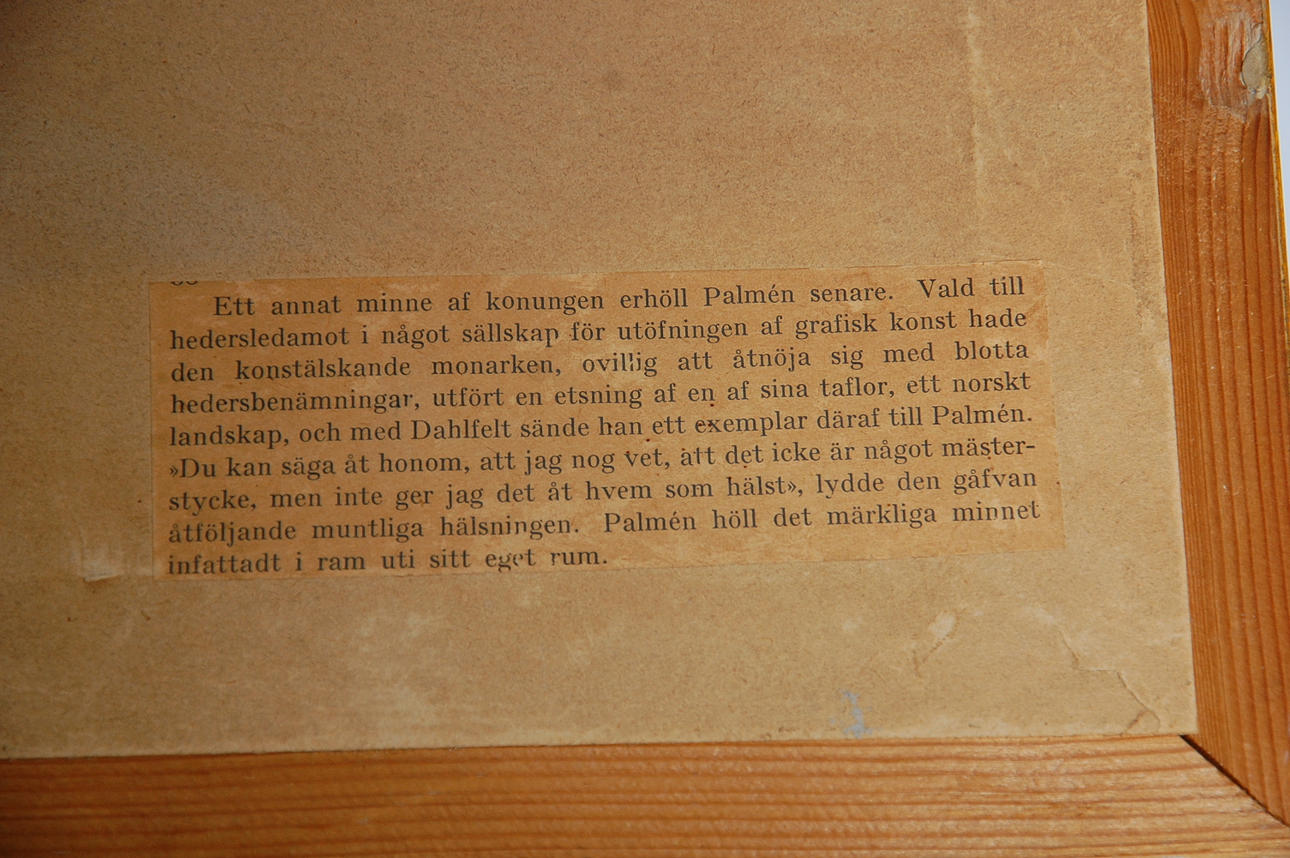 Ett annat minne af konungen erhöll Palmén senare. Vald till
hedersledamot i något sällskap för utöfningen af grafisk konst hade
den konstälskande monarken, ovillig att åtnöja sig med blotta
hedersbenämningar, utfört en etsning af en af sina taflor, ett norskt
landskap, och med Dahlfelt sände han ett exemplar däraf till Palmén.
»Du kan säga åt honom, att jag nog vet, att det icke är något mäster-
stycke, men inte ger jag det åt hvem som hälst», lydde den gåfvan
åtföljande muntliga hälsningen. Palmén höll det märkliga minnet
infattadt i ram uti sitt eget rum.